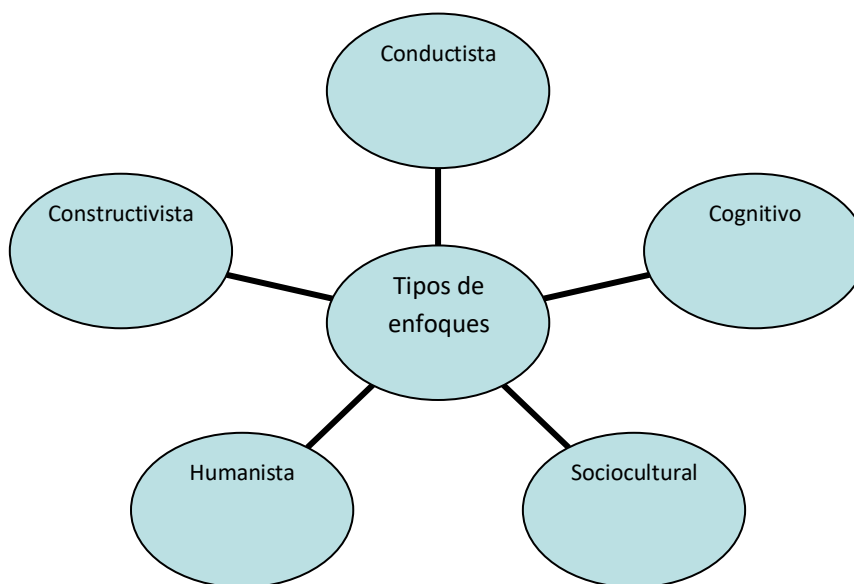 Conductista
Constructivista
Cognitivo
Tipos de
enfoques
Humanista
Sociocultural